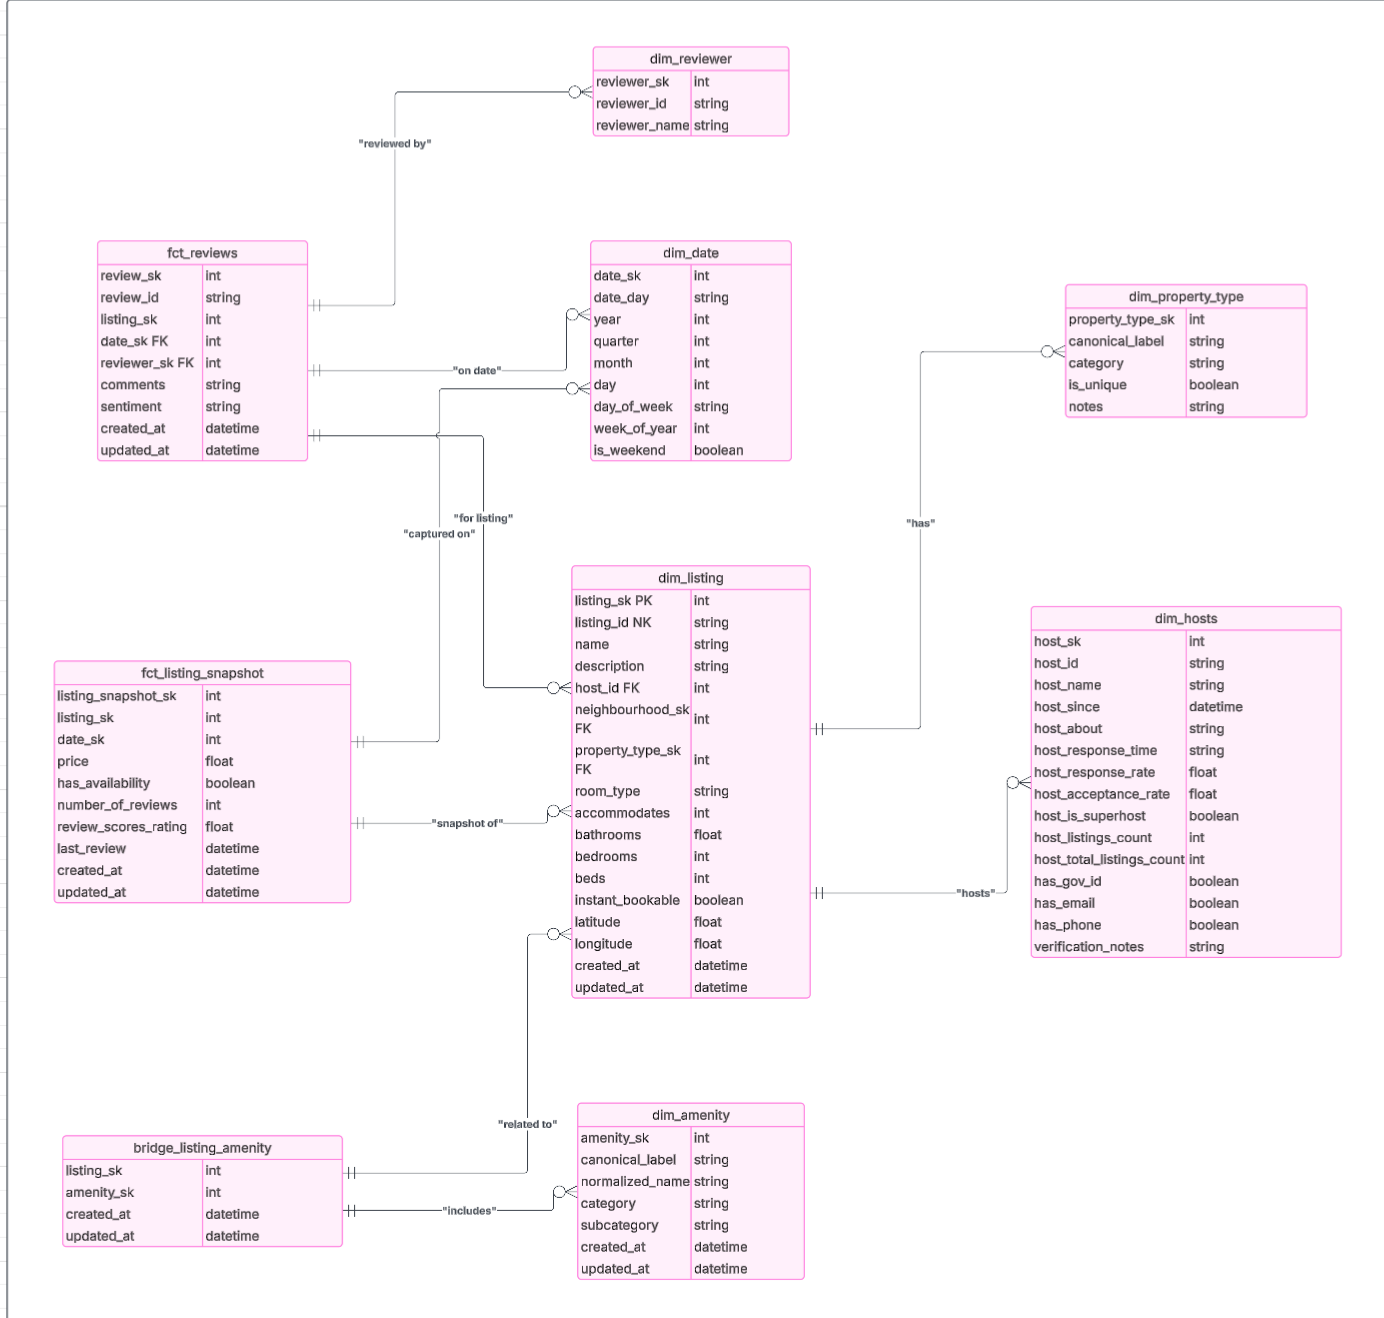 dim_reviewer
reviewer_sk int
reviewer_id string
reviewer_name string
"reviewed by"
fct_reviews
review_sk int
review_id string
listing_sk int
date_sk FK int
reviewer_sk FK int
comments string
sentiment string
created_at datetime
updated_at datetime
dim_date
date_sk int
date_day string
year int
quarter int
month int
day int
day_of_week string
week_of_year int
is_weekend boolean
"on date"
dim_property_type
property_type_sk int
canonical_label string
category string
is_unique boolean
notes string
"for listing"
"captured on"
"has"
dim_listing
listing_sk PK int
listing_id NK string
name string
description string
host_id FK int
neighbourhood_sk
FK int
property_type_sk
FK int
room_type string
accommodates int
bathrooms float
bedrooms int
beds int
instant_bookable boolean
latitude float
longitude float
created_at datetime
updated_at datetime
dim_hosts
host_sk int
host_id string
host_name string
host_since datetime
host_about string
host_response_time string
host_response_rate float
host_acceptance_rate float
host_is_superhost boolean
host_listings_count int
host_total_listings_count int
has_gov_id boolean
has_email boolean
has_phone boolean
verification_notes string
fct_listing_snapshot
listing_snapshot_sk int
listing_sk int
date_sk int
price float
has_availability boolean
number_of_reviews int
review_scores_rating float
last_review datetime
created_at datetime
updated_at datetime
"snapshot of"
"hosts"
"related to"
bridge_listing_amenity
listing_sk int
amenity_sk int
created_at datetime
updated_at datetime
"includes"
dim_amenity
amenity_sk int
canonical_label string
normalized_name string
category string
subcategory string
created_at datetime
updated_at datetime